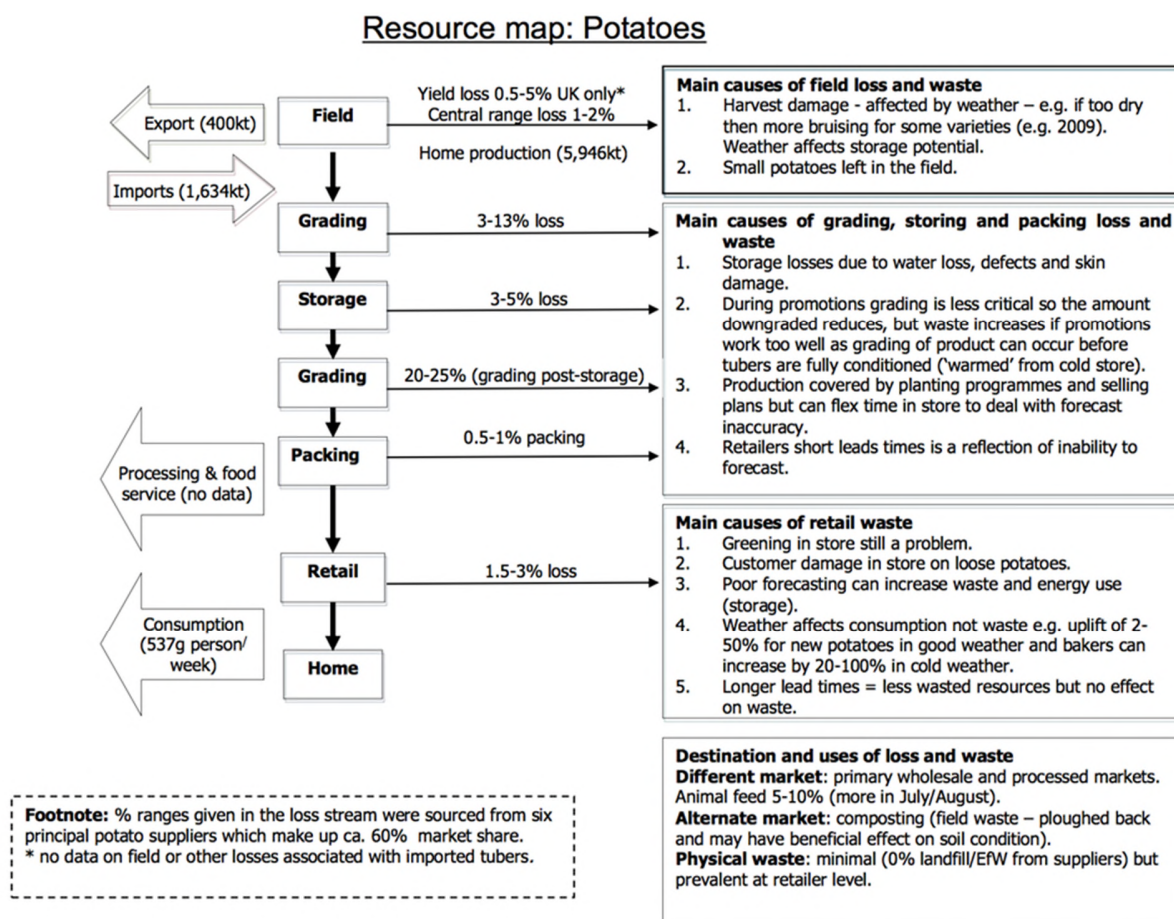 Resource map: Potatoes
Export (400kt)
Field
Yield loss 0.5-5% UK only*
Central range loss 1-2%
Home production (5,946kt)
Imports (1,634kt)
Grading
3-13% loss
Storage
3-5% loss
Grading
20-25% (grading post-storage)
Packing
0.5-1% packing
Processing & food
service (no data)
Retail
1.5-3% loss
Consumption
(537g person/
week)
Home
Main causes of field loss and waste
1. Harvest damage - affected by weather – e.g. if too dry
then more bruising for some varieties (e.g. 2009).
Weather affects storage potential.
2. Small potatoes left in the field.
Main causes of grading, storing and packing loss and
waste
1. Storage losses due to water loss, defects and skin
damage.
2. During promotions grading is less critical so the amount
downgraded reduces, but waste increases if promotions
work too well as grading of product can occur before
tubers are fully conditioned ('warmed' from cold store).
3. Production covered by planting programmes and selling
plans but can flex time in store to deal with forecast
inaccuracy.
4. Retailers short leads times is a reflection of inability to
forecast.
Main causes of retail waste
1. Greening in store still a problem.
2. Customer damage in store on loose potatoes.
3. Poor forecasting can increase waste and energy use
(storage).
4. Weather affects consumption not waste e.g. uplift of 2-
50% for new potatoes in good weather and bakers can
increase by 20-100% in cold weather.
5. Longer lead times = less wasted resources but no effect
on waste.
Destination and uses of loss and waste
Different market: primary wholesale and processed markets.
Animal feed 5-10% (more in July/August).
Alternate market: composting (field waste – ploughed back
and may have beneficial effect on soil condition).
Physical waste: minimal (0% landfill/EfW from suppliers) but
prevalent at retailer level.
Footnote: % ranges given in the loss stream were sourced from six
principal potato suppliers which make up ca. 60% market share.
* no data on field or other losses associated with imported tubers.